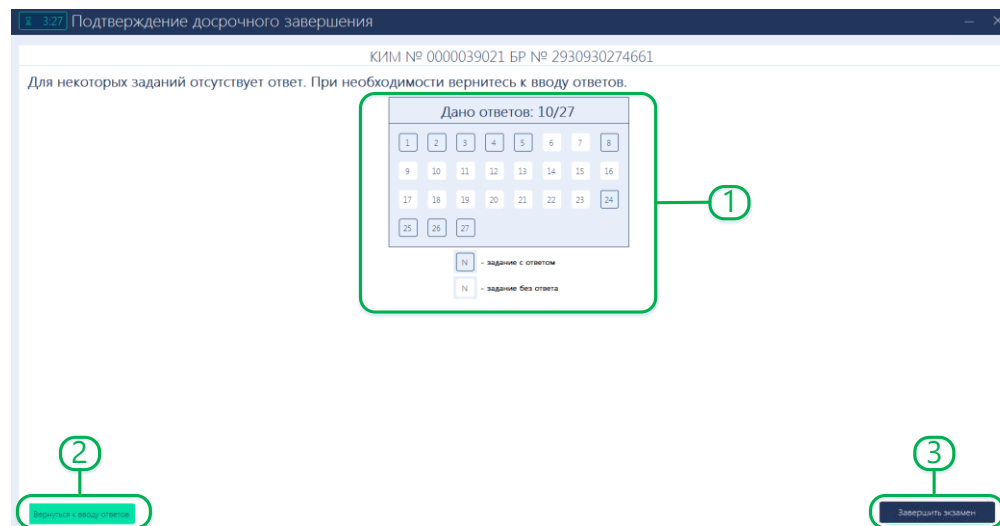 3:27 Подтверждение досрочного завершения
КИМ № 0000039021 БР № 2930930274661
Для некоторых заданий отсутствует ответ. При необходимости вернитесь к вводу ответов.
Дано ответов: 10/27
1 2 3 4 5 6 7 8
9 10 11 12 13 14 15 16
17 18 19 20 21 22 23 24
25 26 27
N - задание с ответом
N - задание без ответа
1
2
3
Вернуться к вводу ответов
Завершить экзамен